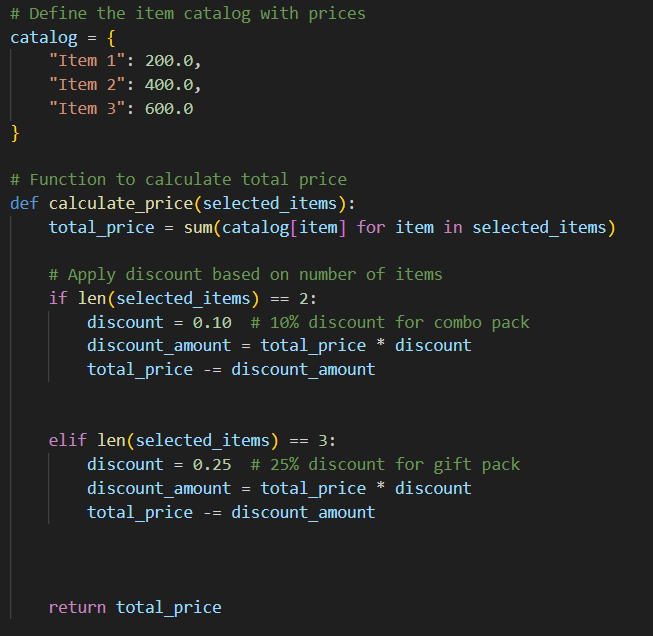 # Define the item catalog with prices
catalog = {
    "Item 1": 200.0,
    "Item 2": 400.0,
    "Item 3": 600.0
}
# Function to calculate total price
def calculate_price(selected_items):
    total_price = sum(catalog[item] for item in selected_items)
    # Apply discount based on number of items
    if len(selected_items) == 2:
        discount = 0.10  # 10% discount for combo pack
        discount_amount = total_price * discount
        total_price -= discount_amount
    elif len(selected_items) == 3:
        discount = 0.25  # 25% discount for gift pack
        discount_amount = total_price * discount
        total_price -= discount_amount
    return total_price